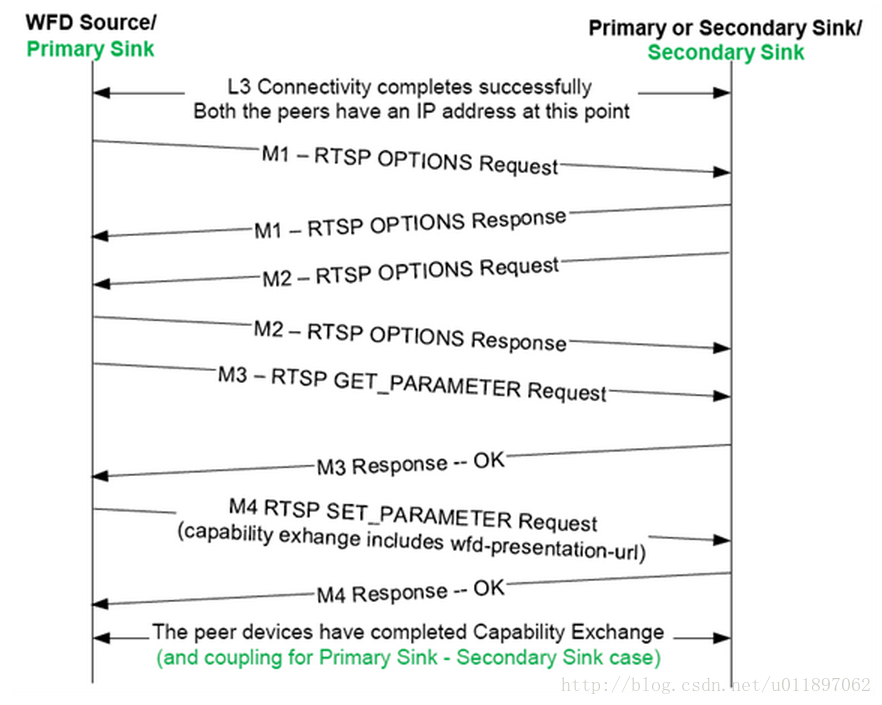 WFD Source/
Primary Sink
Primary or Secondary Sink/
Secondary Sink
L3 Connectivity completes successfully
Both the peers have an IP address at this point
M1 – RTSP OPTIONS Request
M1 – RTSP OPTIONS Response
M2 – RTSP OPTIONS Request
M2 – RTSP OPTIONS Response
M3 – RTSP GET_PARAMETER Request
M3 Response -- OK
M4 RTSP SET_PARAMETER Request
(capability exhange includes wfd-presentation-url)
M4 Response -- OK
The peer devices have completed Capability Exchange
(and coupling for Primary Sink - Secondary Sink case)
http://blog.csdn.net/u011897062